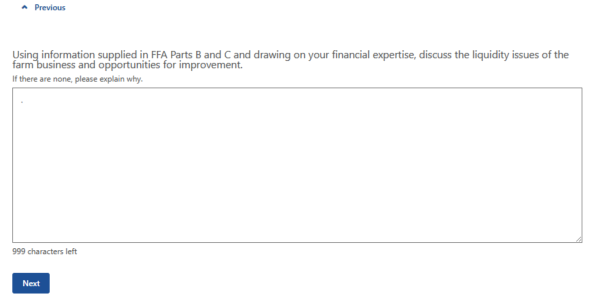 Previous
Using information supplied in FFA Parts B and C and drawing on your financial expertise, discuss the liquidity issues of the
farm business and opportunities for improvement.
If there are none, please explain why.
.
999 characters left
Next